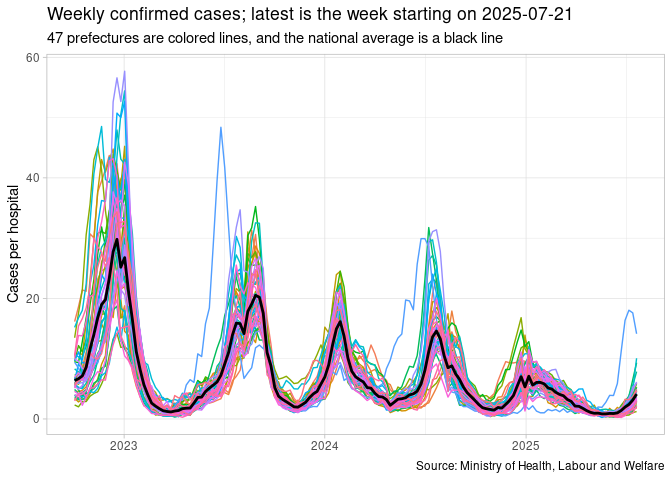 Weekly confirmed cases; latest is the week starting on 2025-07-21
47 prefectures are colored lines, and the national average is a black line
Cases per hospital
60
40
20
0
2023
2024
2025
Source: Ministry of Health, Labour and Welfare